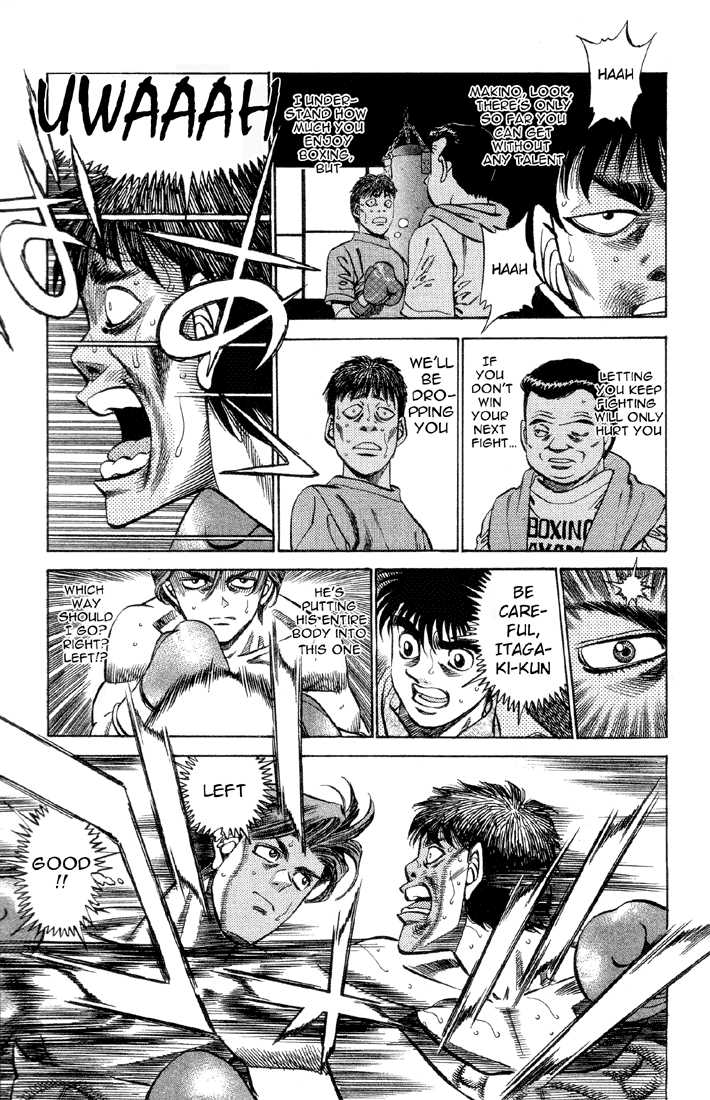 HAAH
MAKINO, LOOK,
THERE'S ONLY
SO FAR YOU
CAN GET
WITHOUT
ANY TALENT
HAAH
I UNDER-
STAND HOW
MUCH YOU
ENJOY
BOXING,
BUT
UWAAAH
LETTING
YOU KEEP
FIGHTING
WILL ONLY
HURT YOU
IF
YOU
DON'T
WIN
YOUR
NEXT
FIGHT...
BOXING
WE'LL
BE
DRO-
PPING
YOU
BE
CARE-
FUL,
ITAGA-
KI-KUN
HE'S
PUTTING
HIS ENTIRE
BODY INTO
THIS ONE
WHICH
WAY
SHOULD
I GO?
RIGHT?
LEFT!?
LEFT
GOOD
!!